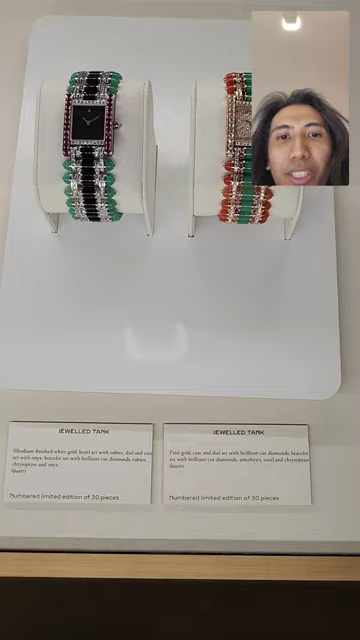 JEWELLED TANK
Rhodium-finished white gold, bezel set with rubies, dial and case
set with onyx, bracelet set with brilliant-cut diamonds, rubies,
chrysoprase and onyx
Quartz
Numbered limited edition of 30 pieces
JEWELLED TANK
Pink gold, case and dial set with brilliant-cut diamonds, bracelet
set with brilliant-cut diamonds, amethysts, coral and chrysoprase
Quartz
Numbered limited edition of 30 pieces